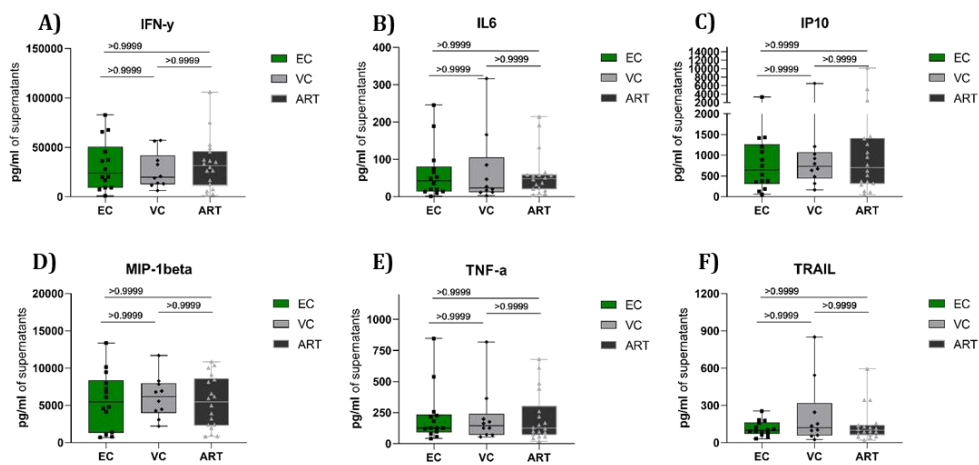 A)
IFN-y
pg/ml of supernatants
150000
100000
50000
0
>0.9999
>0.9999
>0.9999
EC
VC
ART
EC
VC
ART
B)
IL6
pg/ml of supernatants
400
300
200
100
0
>0.9999
>0.9999
>0.9999
EC
VC
ART
EC
VC
ART
C)
IP10
pg/ml of supernatants
14000
12000
10000
8000
6000
4000
2000
2000
1500
1000
500
0
>0.9999
>0.9999
>0.9999
EC
VC
ART
EC
VC
ART
D)
MIP-1beta
pg/ml of supernatants
20000
15000
10000
5000
0
>0.9999
>0.9999
>0.9999
EC
VC
ART
EC
VC
ART
E)
TNF-a
pg/ml of supernatants
1000
750
500
250
0
>0.9999
>0.9999
>0.9999
EC
VC
ART
EC
VC
ART
F)
TRAIL
pg/ml of supernatants
1200
900
600
300
0
>0.9999
>0.9999
>0.9999
EC
VC
ART
EC
VC
ART